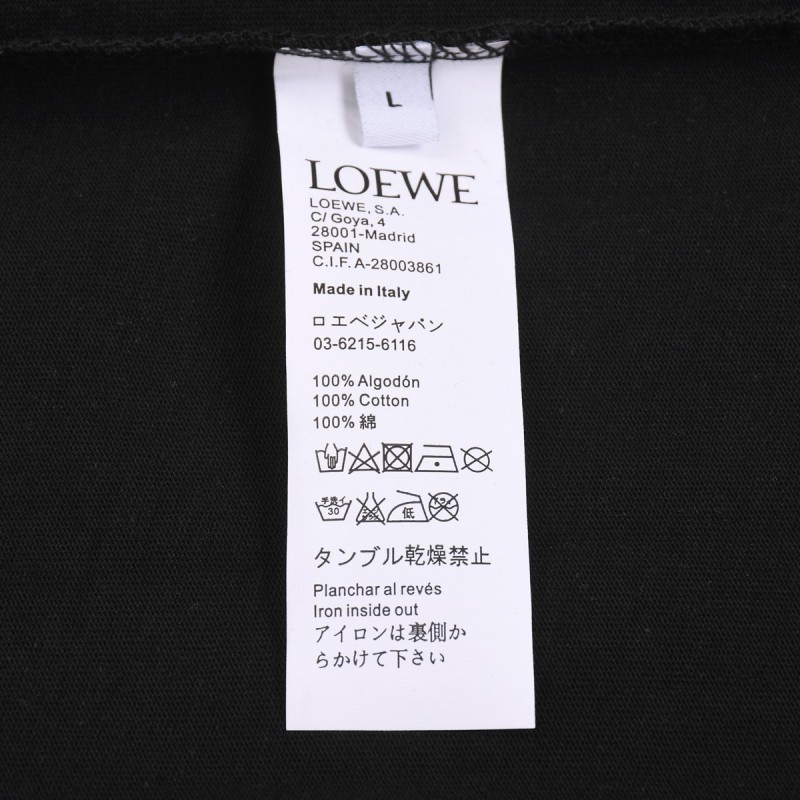 L
LOEWE
LOEWE, S.A.
C/ Goya, 4
28001-Madrid
SPAIN
C.I.F. A-28003861
Made in Italy
ロエベジャパン
03-6215-6116
100% Algodón
100% Cotton
100% 綿
手洗イ
30
低
タンブル乾燥禁止
Planchar al revés
Iron inside out
アイロンは裏側か
らかけて下さい